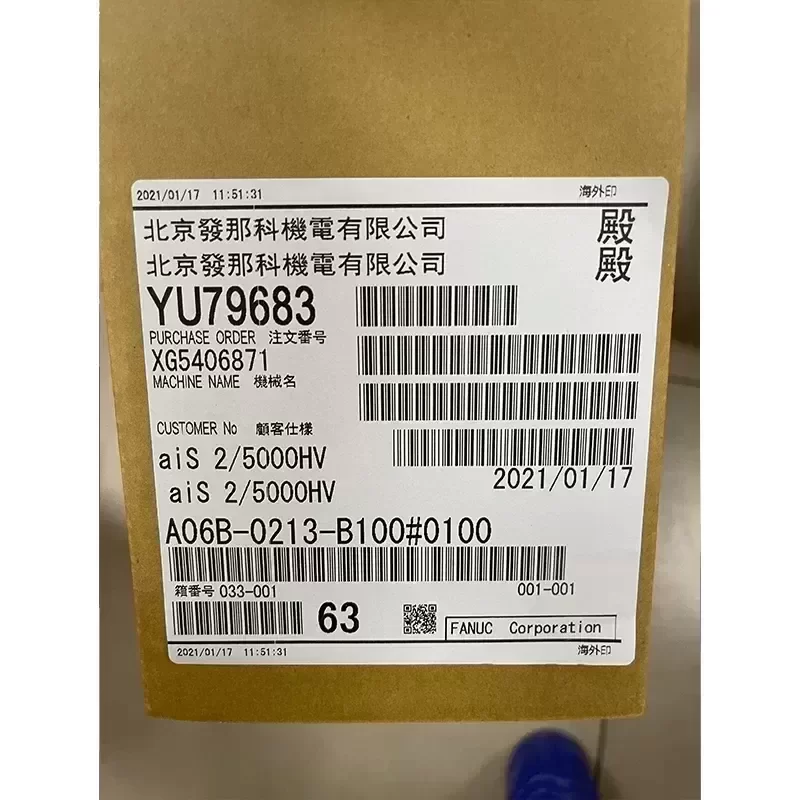 2021/01/17 11:51:31 海外印
北京發那科機電有限公司 殿
北京發那科機電有限公司 殿
YU79683
PURCHASE ORDER 注文番号
XG5406871
MACHINE NAME 機械名
CUSTOMER No 顧客仕様
aiS 2/5000HV
2021/01/17
aiS 2/5000HV
A06B-0213-B100#0100
箱番号 033-001 001-001
63
FANUC Corporation
2021/01/17 11:51:31 海外印